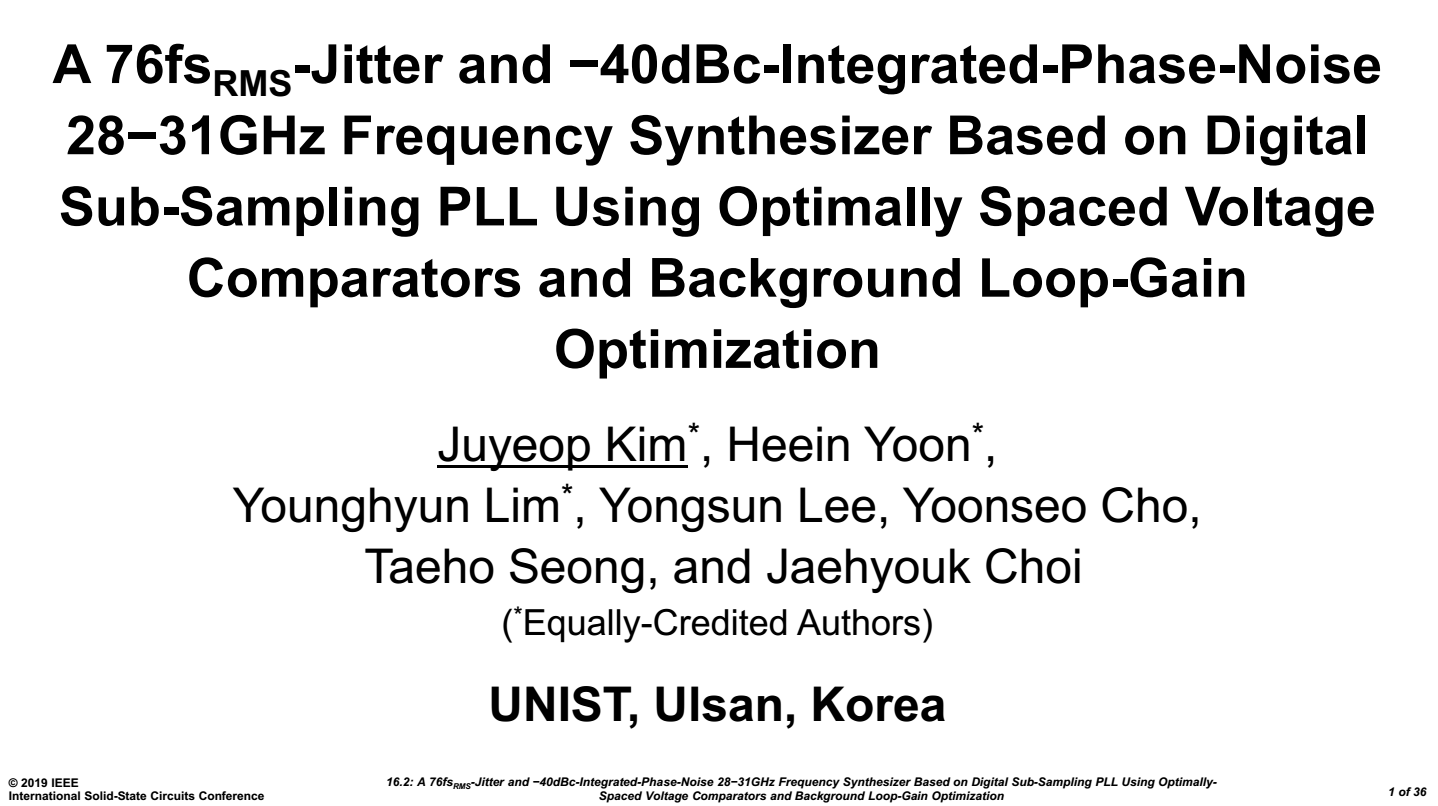 A 76fsRMS-Jitter and −40dBc-Integrated-Phase-Noise
28−31GHz Frequency Synthesizer Based on Digital
Sub-Sampling PLL Using Optimally Spaced Voltage
Comparators and Background Loop-Gain
Optimization
Juyeop Kim*, Heein Yoon*,
Younghyun Lim*, Yongsun Lee, Yoonseo Cho,
Taeho Seong, and Jaehyouk Choi
(*Equally-Credited Authors)
UNIST, Ulsan, Korea
© 2019 IEEE
International Solid-State Circuits Conference
16.2: A 76fsRMS-Jitter and −40dBc-Integrated-Phase-Noise 28−31GHz Frequency Synthesizer Based on Digital Sub-Sampling PLL Using Optimally-
Spaced Voltage Comparators and Background Loop-Gain Optimization
1 of 36